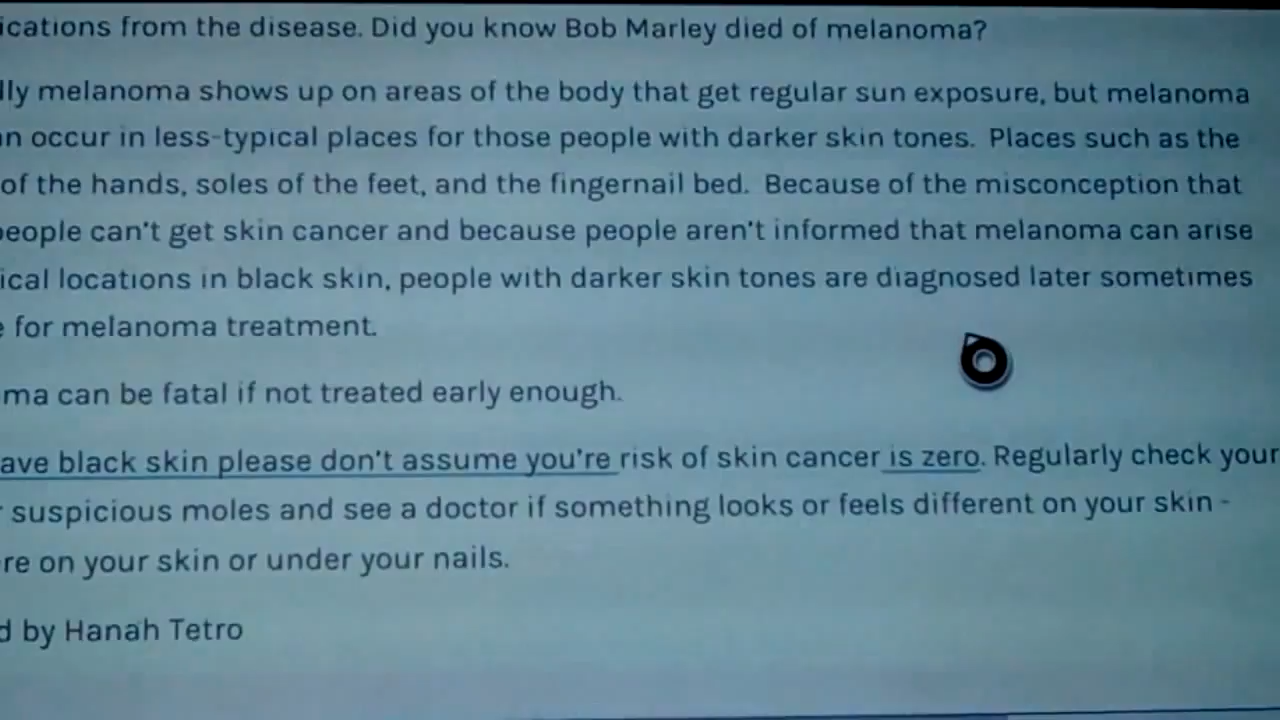 ications from the disease. Did you know Bob Marley died of melanoma?
lly melanoma shows up on areas of the body that get regular sun exposure, but melanoma
n occur in less-typical places for those people with darker skin tones. Places such as the
of the hands, soles of the feet, and the fingernail bed. Because of the misconception that
people can't get skin cancer and because people aren't informed that melanoma can arise
ical locations in black skin, people with darker skin tones are diagnosed later sometimes
e for melanoma treatment.
ma can be fatal if not treated early enough.
ave black skin please don't assume you're risk of skin cancer is zero. Regularly check your
r suspicious moles and see a doctor if something looks or feels different on your skin -
re on your skin or under your nails.
d by Hanah Tetro